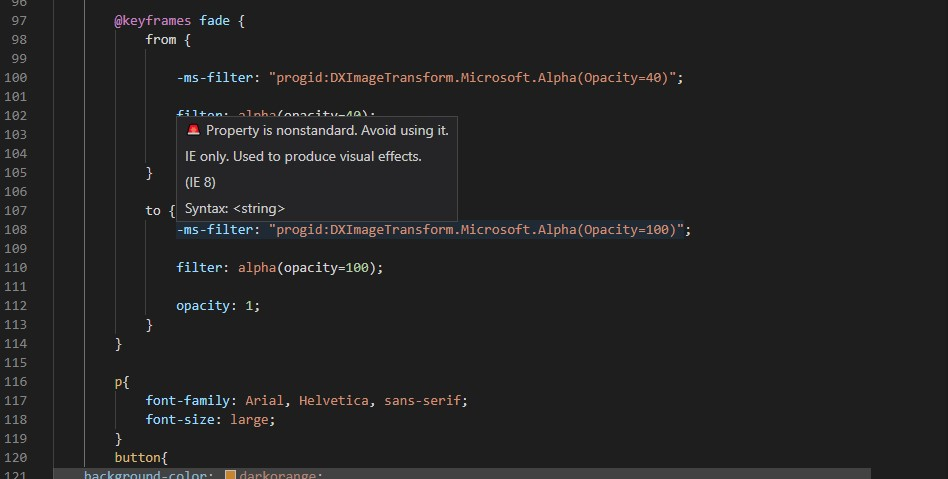 96
97 @keyframes fade {
98 from {
99
100 -ms-filter: "progid:DXImageTransform.Microsoft.Alpha(Opacity=40)";
101
102 filter: alpha(opacity=40);
103 🚨 Property is nonstandard. Avoid using it.
104 IE only. Used to produce visual effects.
105 }
(IE 8)
106
Syntax: <string>
107 to {
108 -ms-filter: "progid:DXImageTransform.Microsoft.Alpha(Opacity=100)";
109
110 filter: alpha(opacity=100);
111
112 opacity: 1;
113 }
114 }
115
116 p{
117 font-family: Arial, Helvetica, sans-serif;
118 font-size: large;
119 }
120 button{
121 background-color: darkorange;